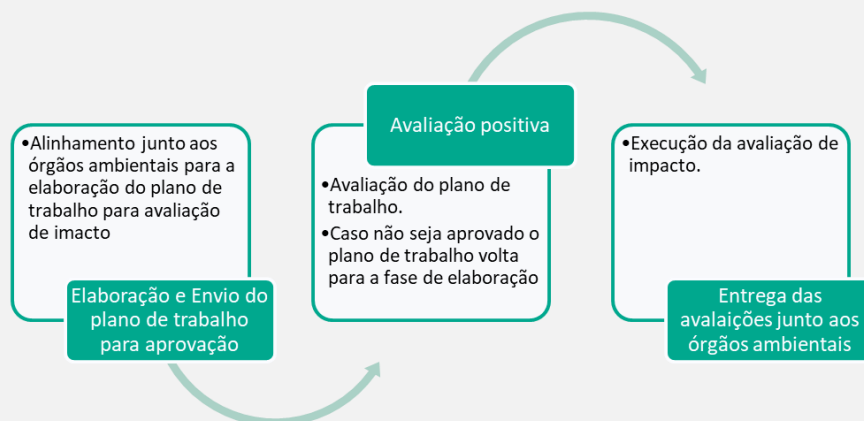 •Alinhamento junto aos
órgãos ambientais para a
elaboração do plano de
trabalho para avaliação
de imacto
Elaboração e Envio do
plano de trabalho
para aprovação
Avaliação positiva
•Avaliação do plano de
trabalho.
•Caso não seja aprovado o
plano de trabalho volta
para a fase de elaboração
•Execução da avaliação de
impacto.
Entrega das
avalaições junto aos
órgãos ambientais